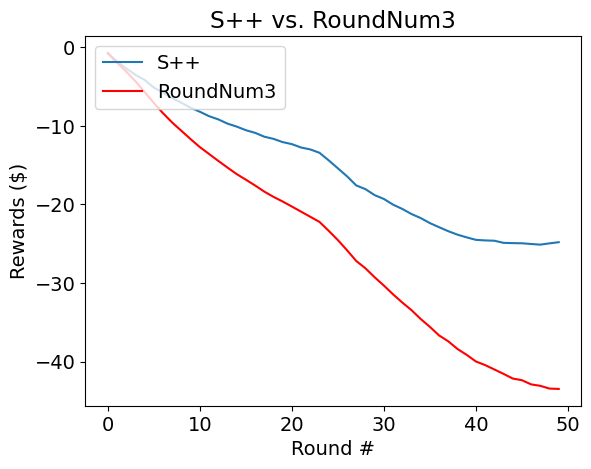 S++ vs. RoundNum3
S++
RoundNum3
Rewards ($)
0
−10
−20
−30
−40
0 10 20 30 40 50
Round #